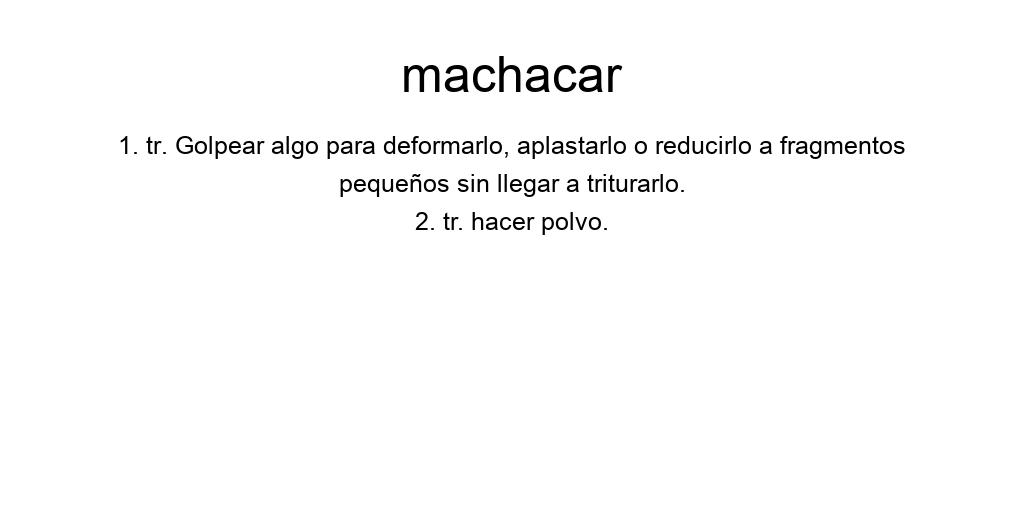 machacar
1. tr. Golpear algo para deformarlo, aplastarlo o reducirlo a fragmentos
pequeños sin llegar a triturarlo.
2. tr. hacer polvo.